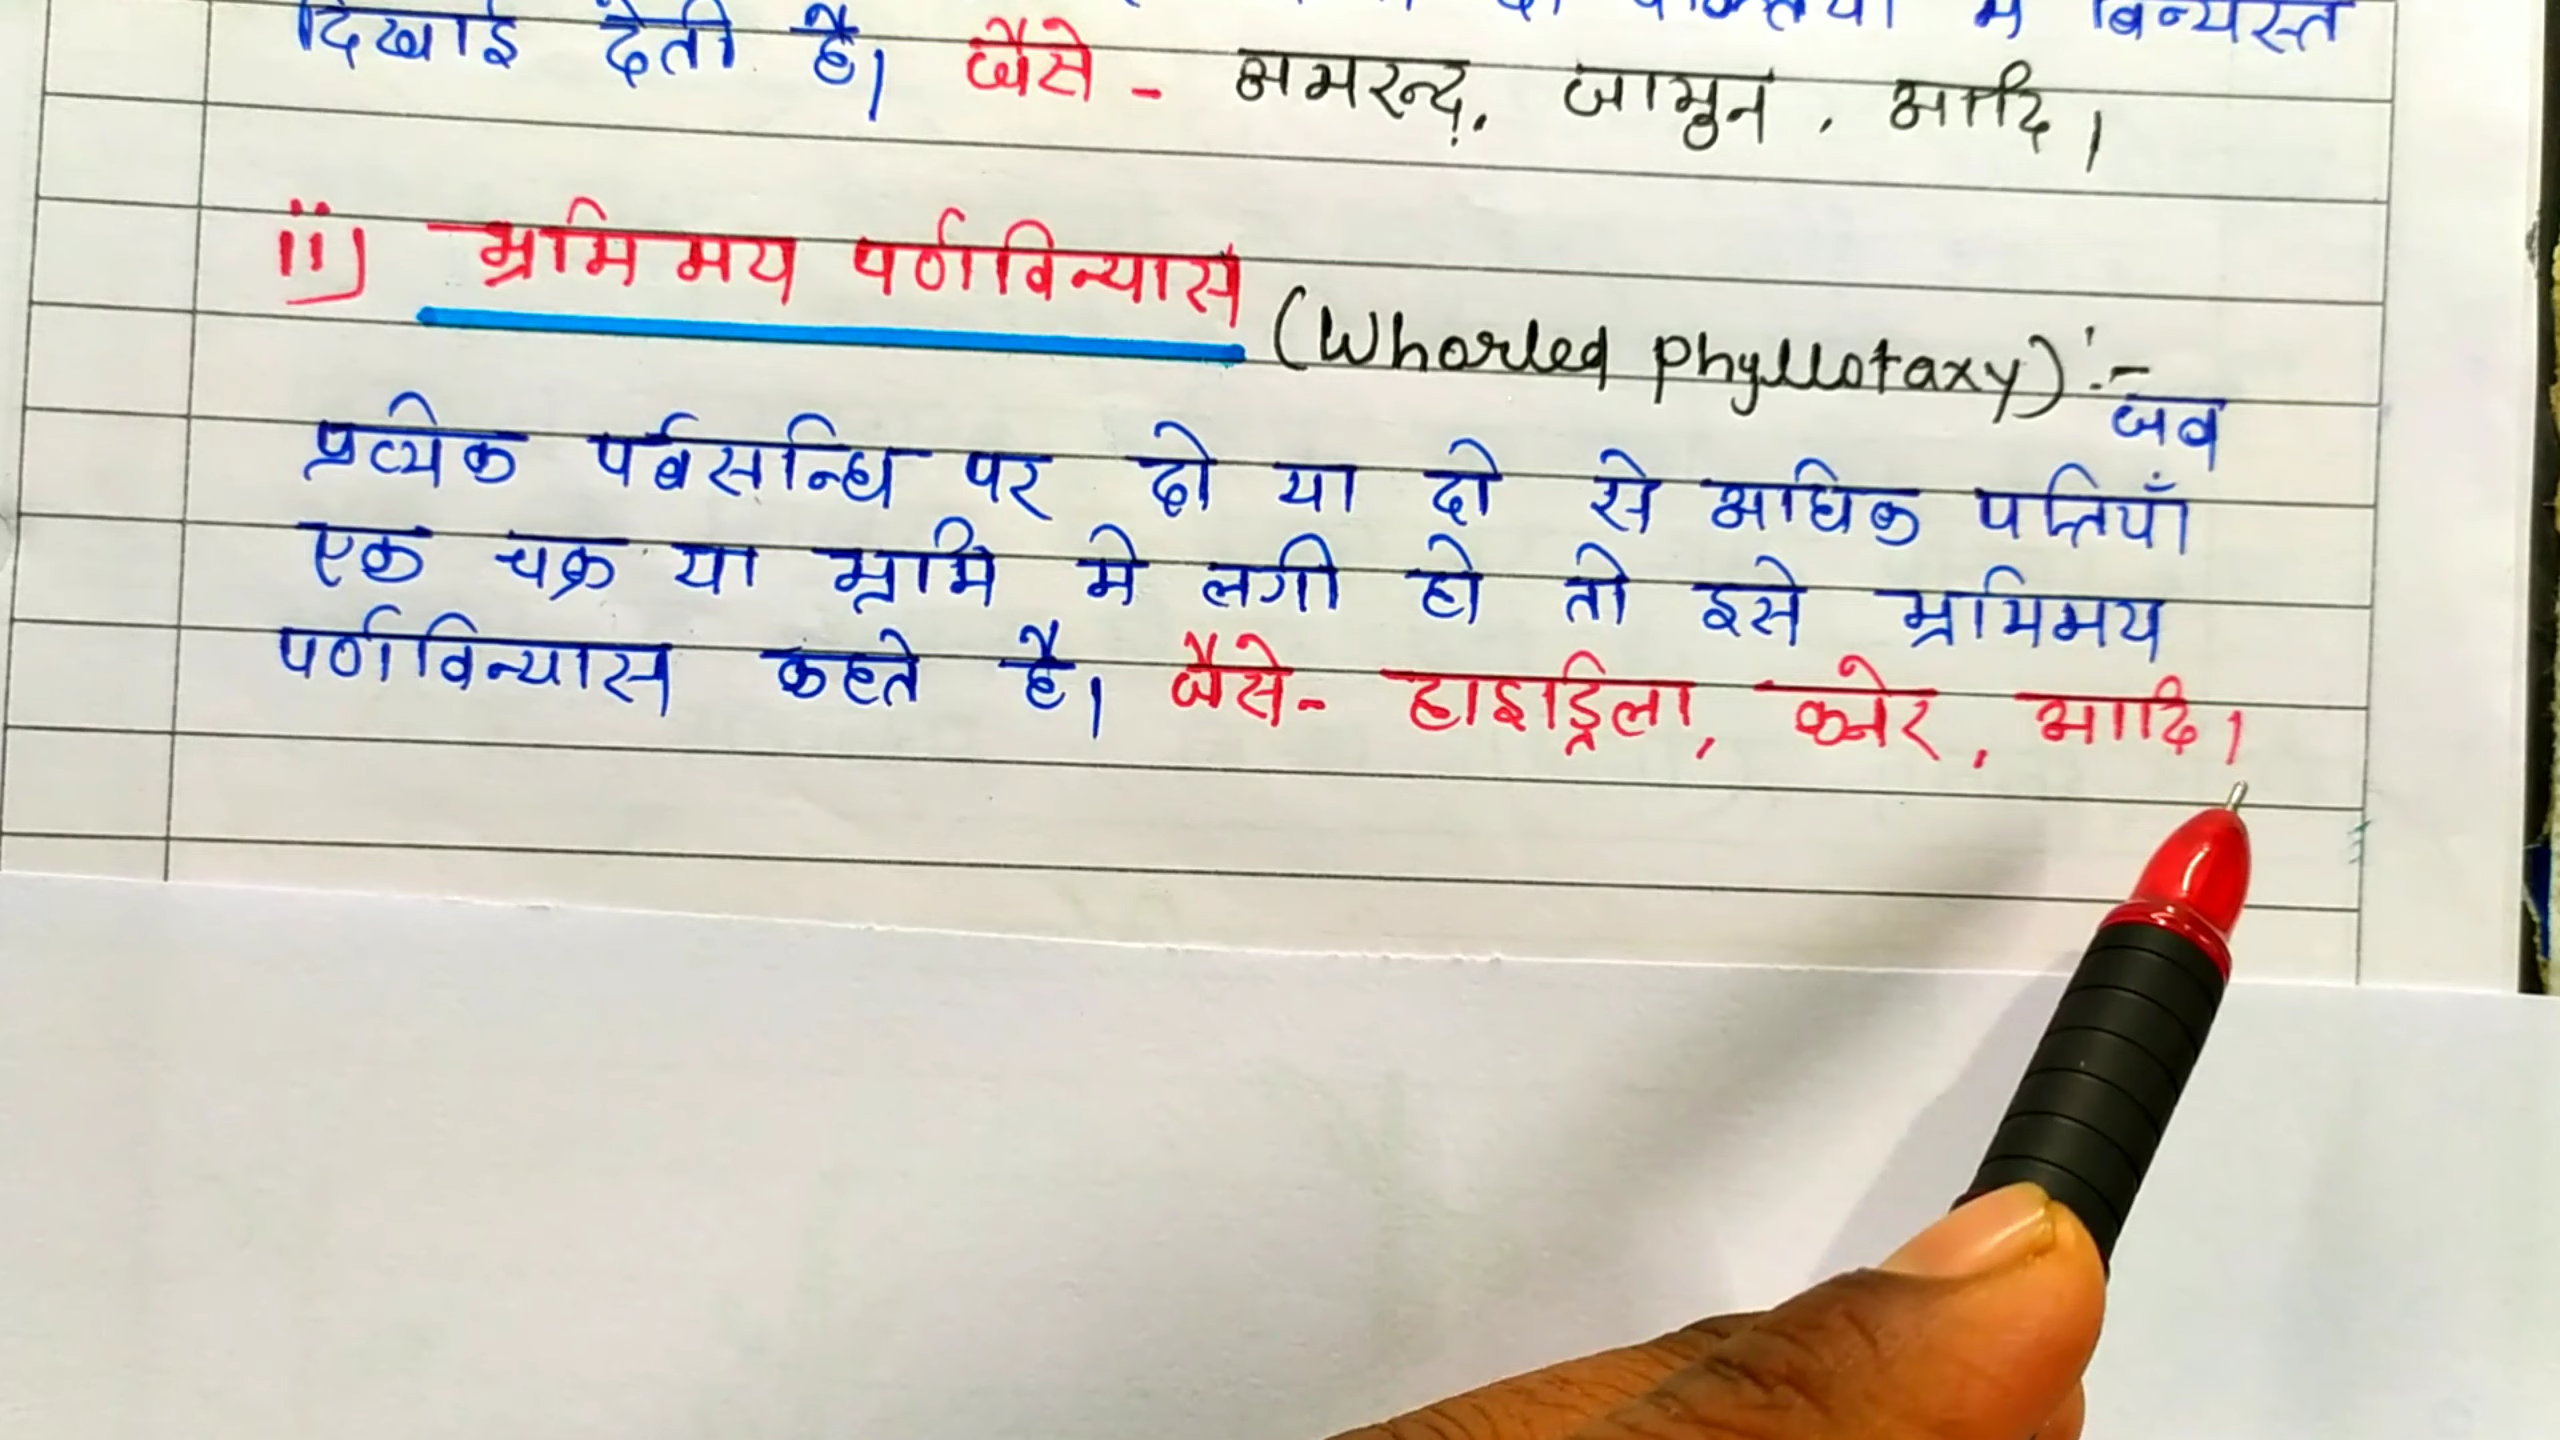 में विन्यस्त
दिखाई देती है। जैसे - अमरूद, जामुन, आदि।
ii) भ्रमिमय पर्णविन्यास (Whorled phyllotaxy) :- जब
प्रत्येक पर्वसन्धि पर दो या दो से अधिक पत्तियाँ
एक चक्र या भ्रमि मे लगी हो तो इसे भ्रमिमय
पर्णविन्यास कहते है। जैसे- हाइड्रिला, कनेर, आदि।